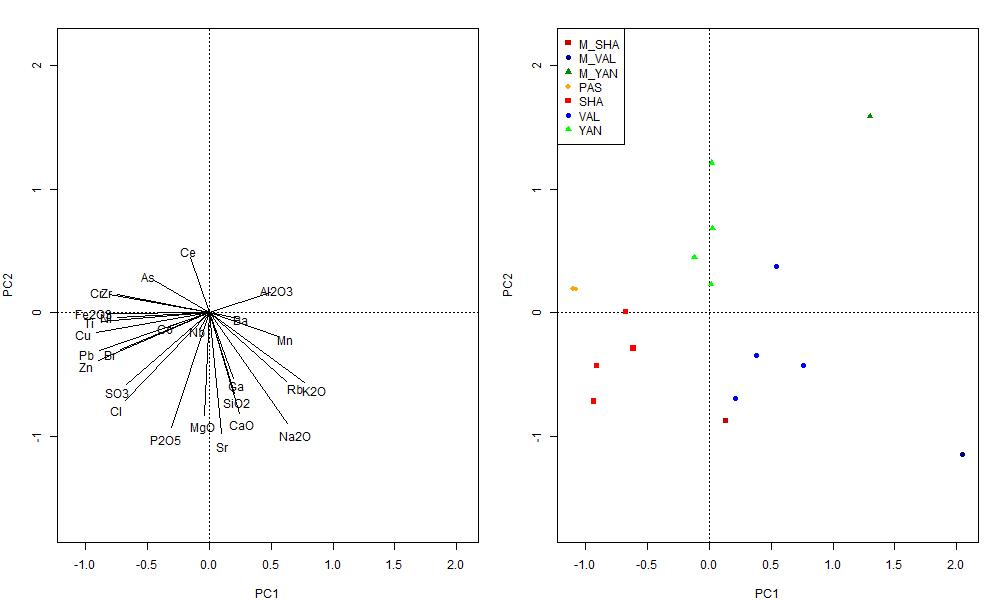 PC2
2
1
0
-1
Ce
As
Cr
Zr
Al2O3
Fe2O3
Ti
Ni
Ba
Cu
Co
Nb
Mn
Pb
Br
Zn
SO3
Cl
Ga
Rb
K2O
SiO2
P2O5
MgO
CaO
Na2O
Sr
-1.0 -0.5 0.0 0.5 1.0 1.5 2.0
PC1
PC2
2
1
0
-1
M_SHA
M_VAL
M_YAN
PAS
SHA
VAL
YAN
-1.0 -0.5 0.0 0.5 1.0 1.5 2.0
PC1